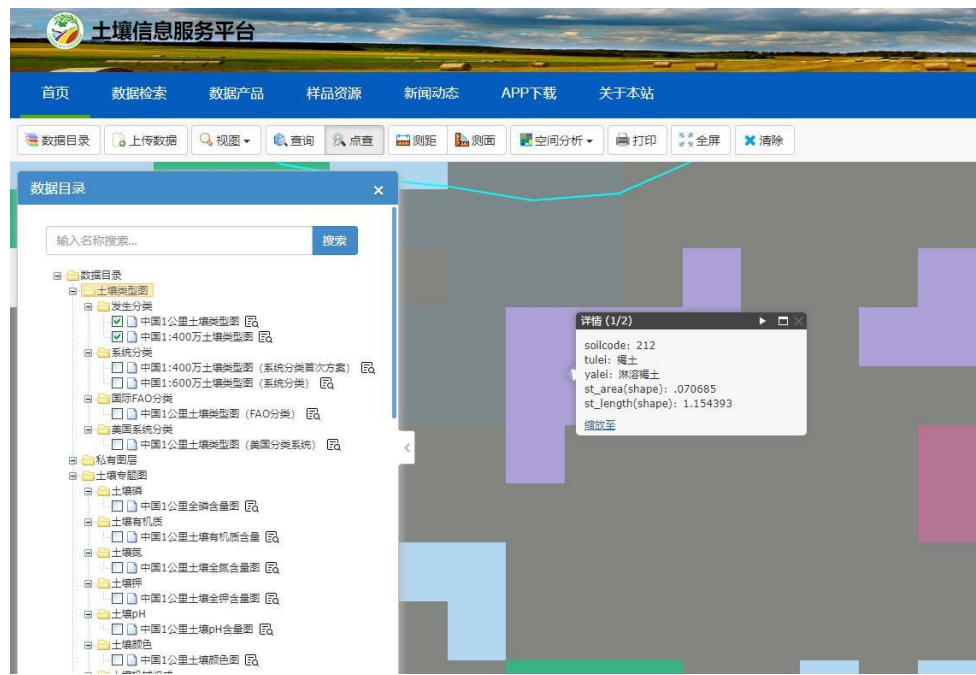 土壤信息服务平台
首页 数据检索 数据产品 样品资源 新闻动态 APP下载 关于本站
数据目录 上传数据 视图 查询 点查 测距 测面 空间分析 打印 全屏 清除
数据目录
输入名称搜索... 搜索
数据目录
土壤类型图
发生分类
中国1公里土壤类型图
中国1:400万土壤类型图
系统分类
中国1:400万土壤类型图（系统分类首次方案）
中国1:600万土壤类型图（系统分类）
国际FAO分类
中国1公里土壤类型图（FAO分类）
美国系统分类
中国1公里土壤类型图（美国分类系统）
私有图层
土壤专题图
土壤磷
中国1公里全磷含量图
土壤有机质
中国1公里土壤有机质含量
土壤氮
中国1公里土壤全氮含量图
土壤钾
中国1公里土壤全钾含量图
土壤pH
中国1公里土壤pH含量图
土壤颜色
中国1公里土壤颜色图
详情 (1/2)
soilcode: 212
tulei: 褐土
yalei: 淋溶褐土
st_area(shape): .070685
st_length(shape): 1.154393
缩放至